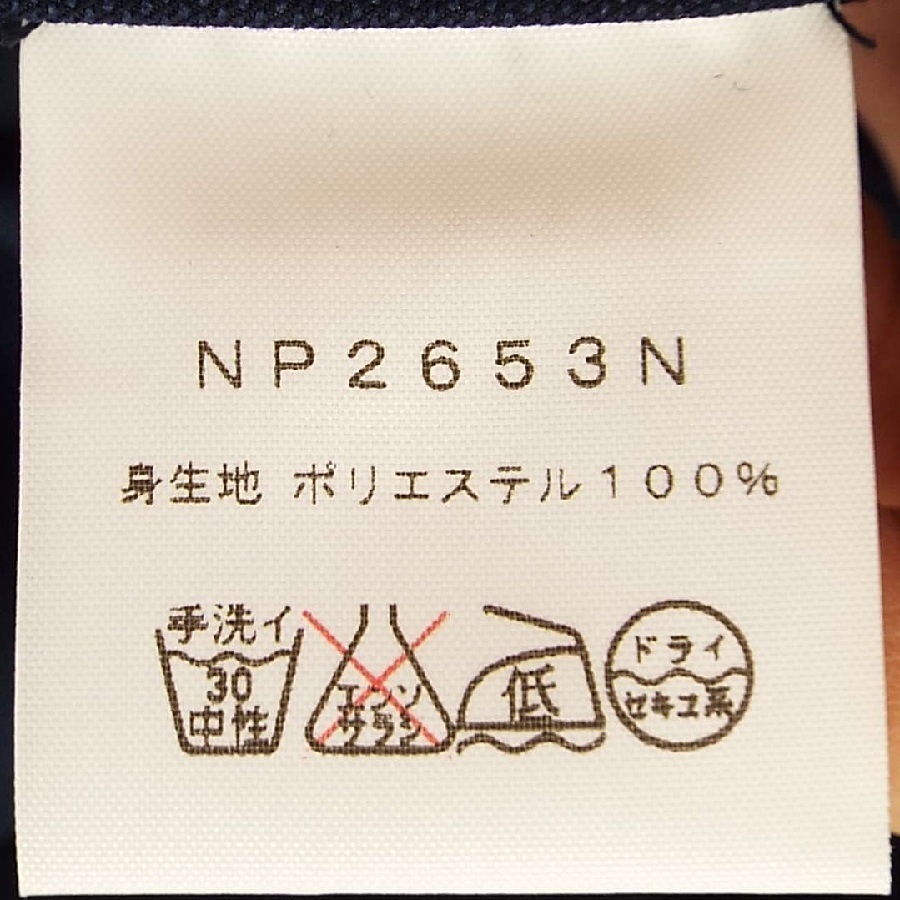 NP2653N
身生地 ポリエステル100%
手洗イ
30
中性
エンソ
サラシ
低
ドライ
セキユ系